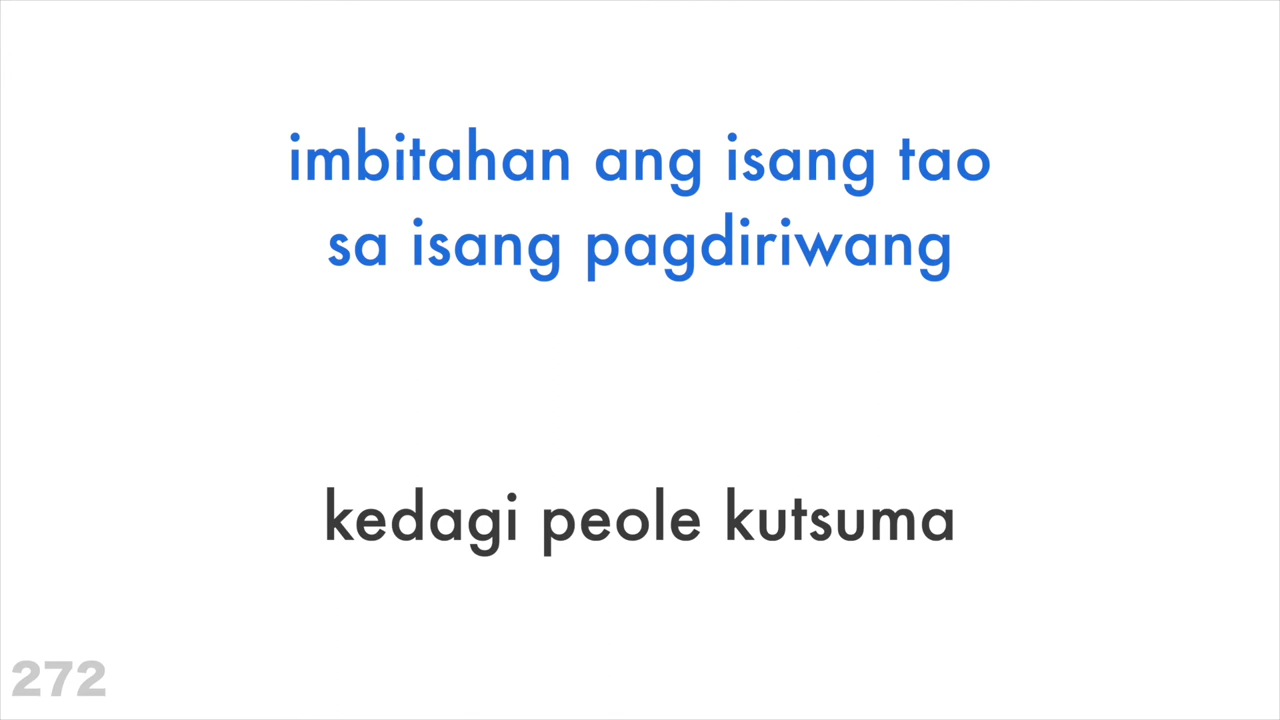 imbitahan ang isang tao
sa isang pagdiriwang
kedagi peole kutsuma
272